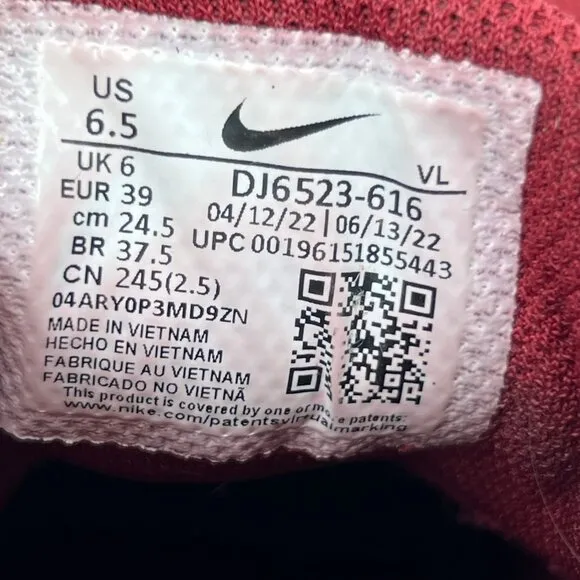 US
6.5
VL
UK 6
EUR 39
cm 24.5
BR 37.5
CN 245(2.5)
DJ6523-616
04/12/22 | 06/13/22
UPC 00196151855443
04ARY0P3MD9ZN
MADE IN VIETNAM
HECHO EN VIETNAM
FABRIQUE AU VIETNAM
FABRICADO NO VIETNÃ
This product is covered by one or more patents:
www.nike.com/patentsvirtualmarking